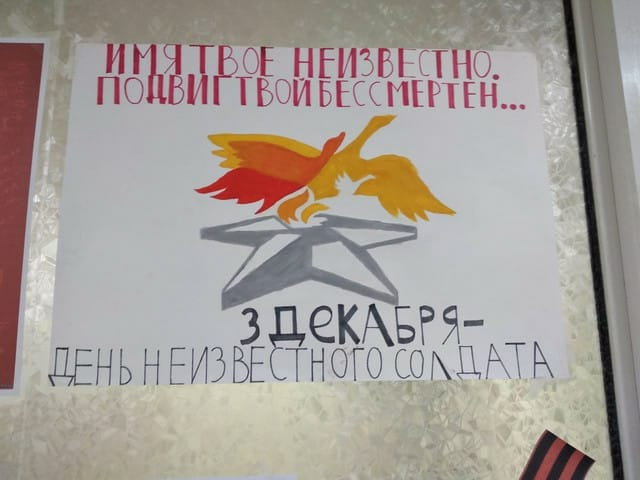 ИМЯ ТВОЕ НЕИЗВЕСТНО.
ПОДВИГ ТВОЙ БЕССМЕРТЕН...
3 ДЕКАБРЯ-
ДЕНЬ НЕИЗВЕСТНОГО СОЛДАТА